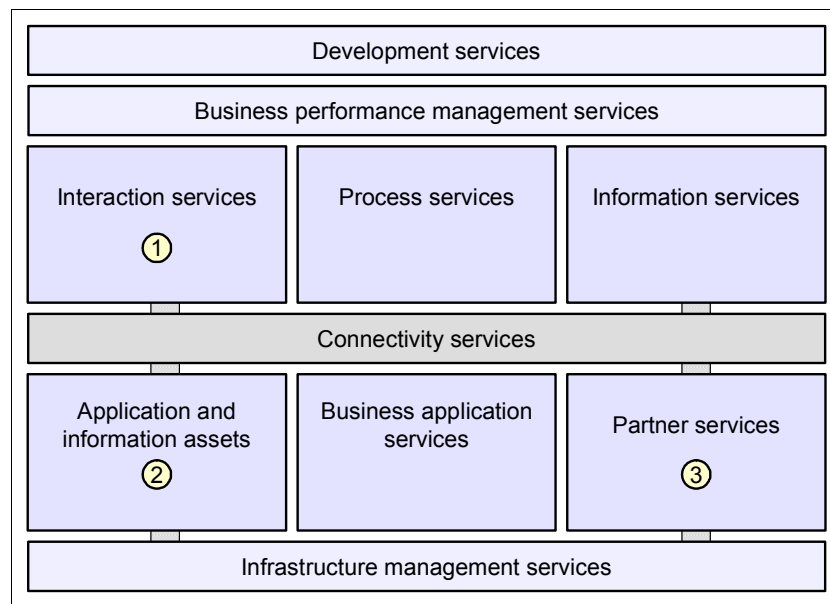 Development services
Business performance management services
Interaction services
Process services
Information services
1
Connectivity services
Application and
information assets
Business application
services
Partner services
2
3
Infrastructure management services